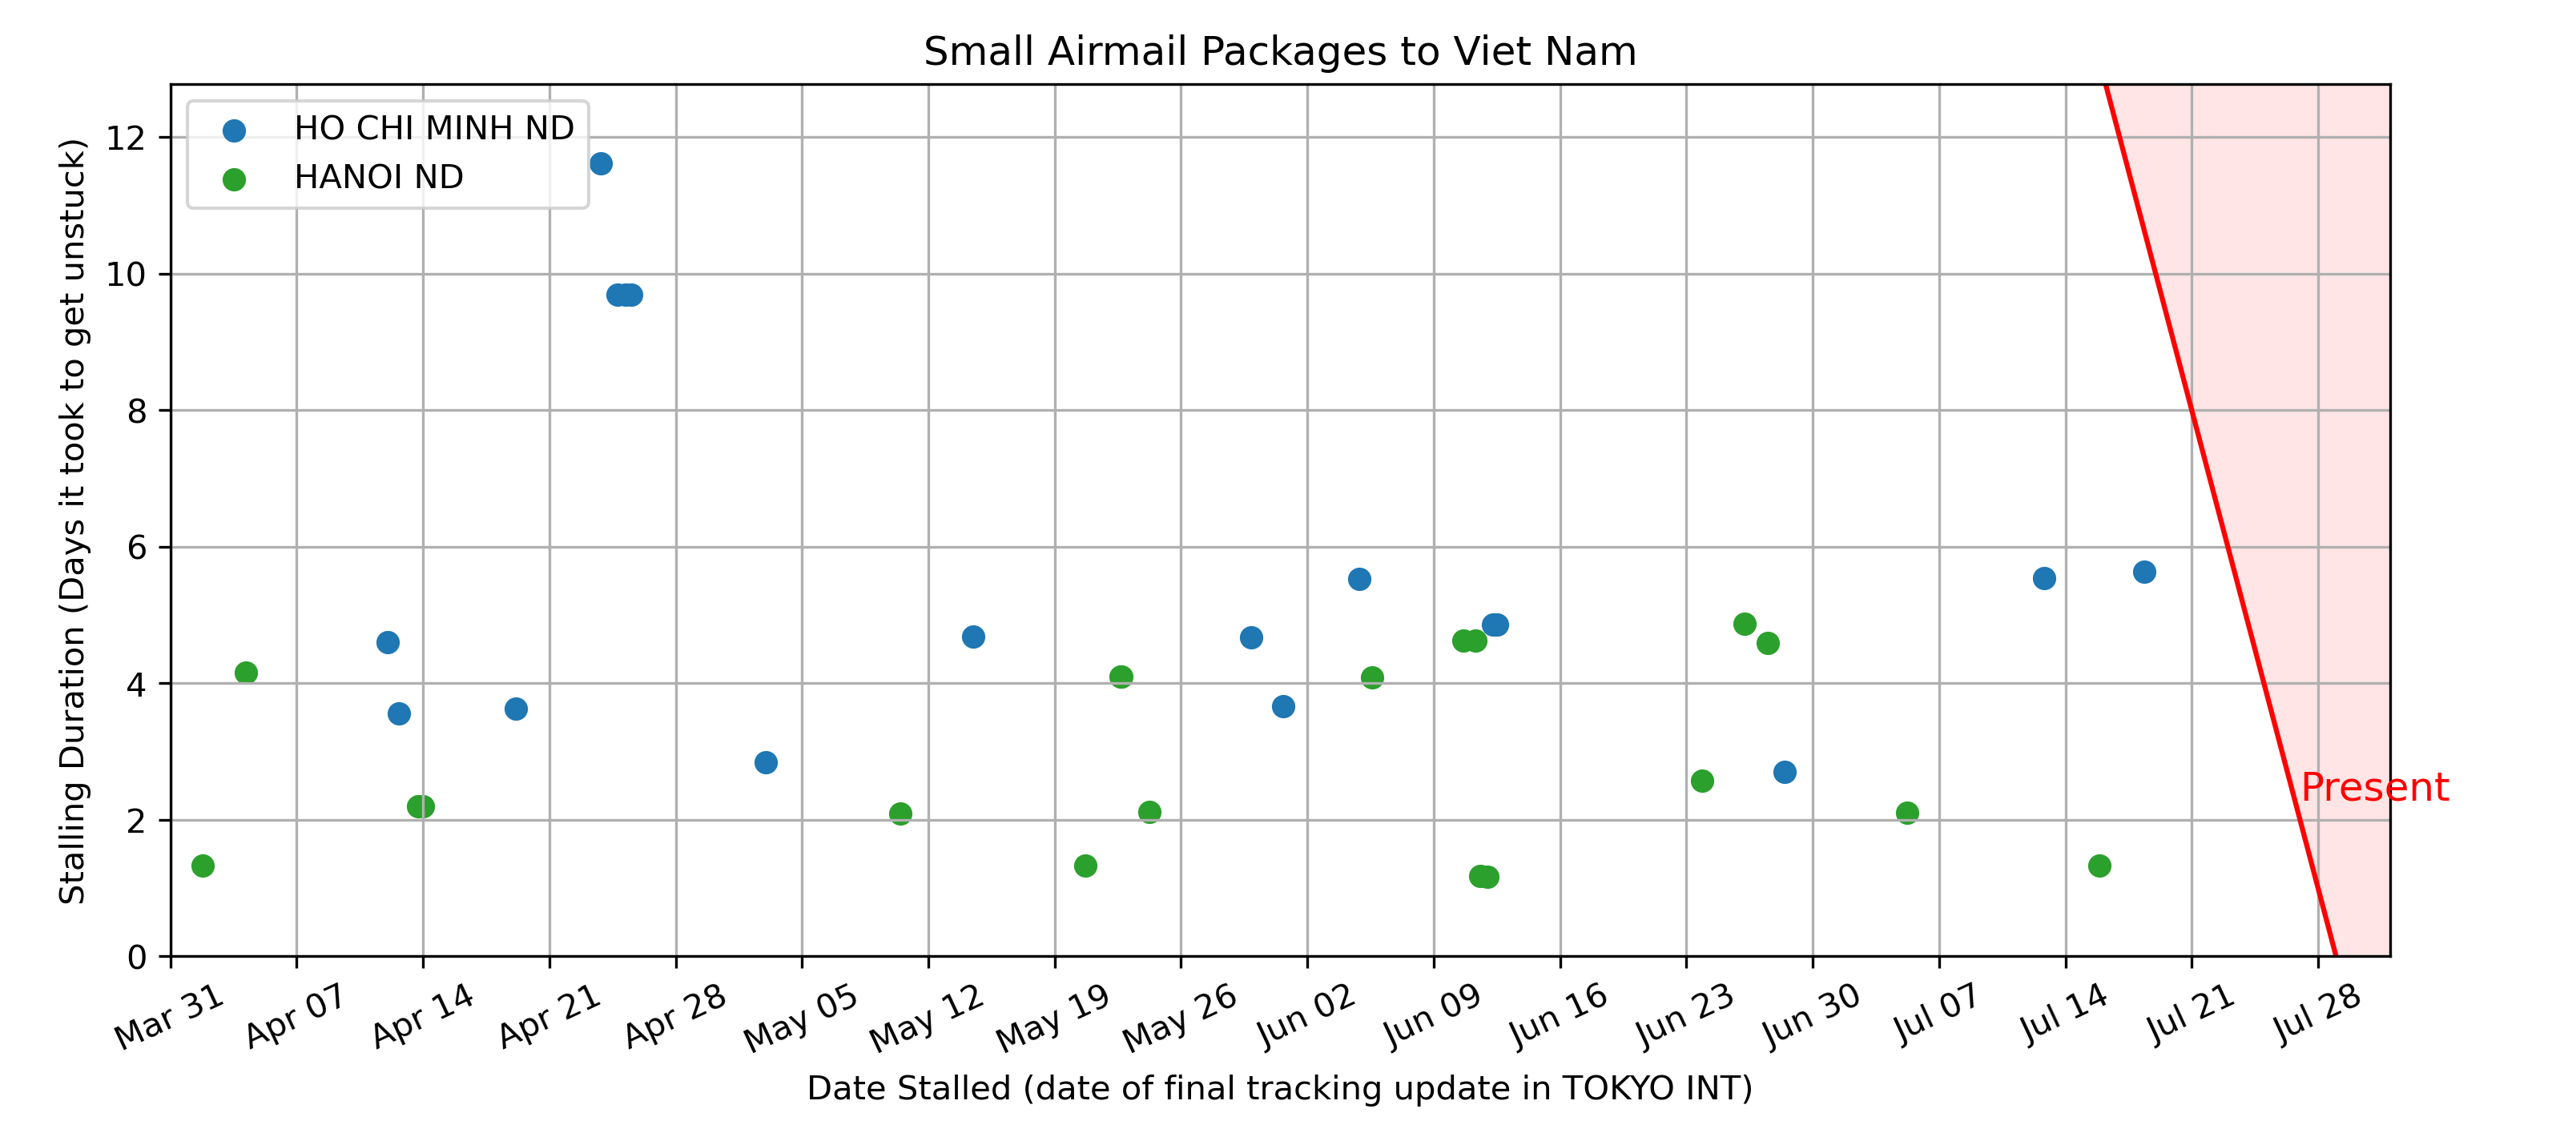 Small Airmail Packages to Viet Nam
HO CHI MINH ND
HANOI ND
Stalling Duration (Days it took to get unstuck)
12
10
8
6
4
2
0
Present
Mar 31
Apr 07
Apr 14
Apr 21
Apr 28
May 05
May 12
May 19
May 26
Jun 02
Jun 09
Jun 16
Jun 23
Jun 30
Jul 07
Jul 14
Jul 21
Jul 28
Date Stalled (date of final tracking update in TOKYO INT)